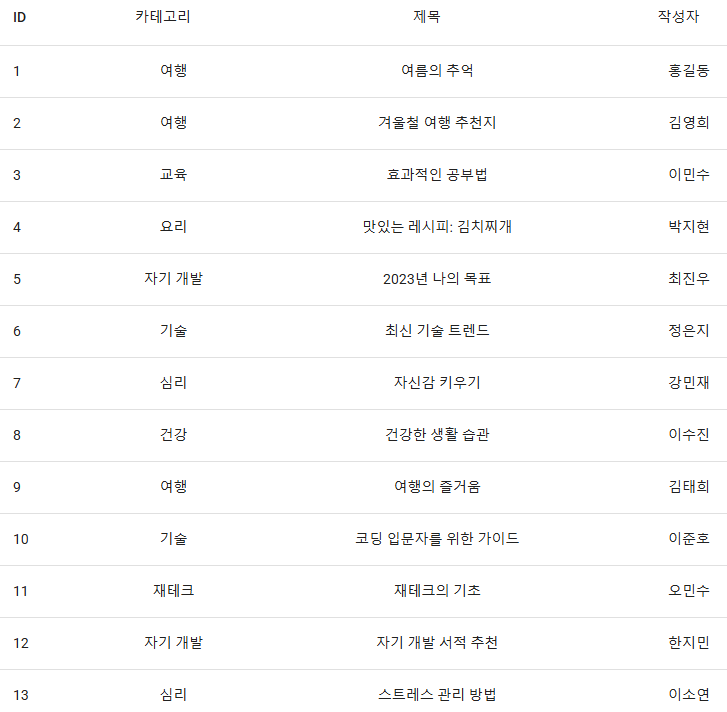 ID 카테고리 제목 작성자
1 여행 여름의 추억 홍길동
2 여행 겨울철 여행 추천지 김영희
3 교육 효과적인 공부법 이민수
4 요리 맛있는 레시피: 김치찌개 박지현
5 자기 개발 2023년 나의 목표 최진우
6 기술 최신 기술 트렌드 정은지
7 심리 자신감 키우기 강민재
8 건강 건강한 생활 습관 이수진
9 여행 여행의 즐거움 김태희
10 기술 코딩 입문자를 위한 가이드 이준호
11 재테크 재테크의 기초 오민수
12 자기 개발 자기 개발 서적 추천 한지민
13 심리 스트레스 관리 방법 이소연